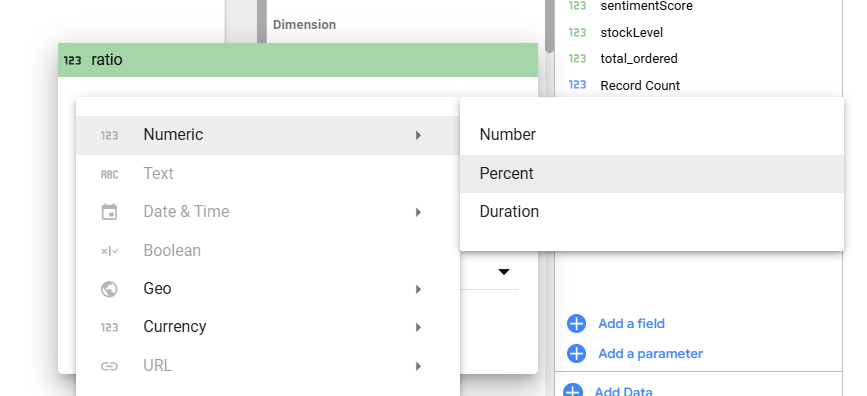 sentimentScore
Dimension
123 stockLevel
123 ratio
123 total_ordered
123 Record Count
123 Numeric
Number
ABC Text
Percent
Date & Time
Duration
Boolean
Geo
123 Currency
Add a field
Add a parameter
URL
Add Data